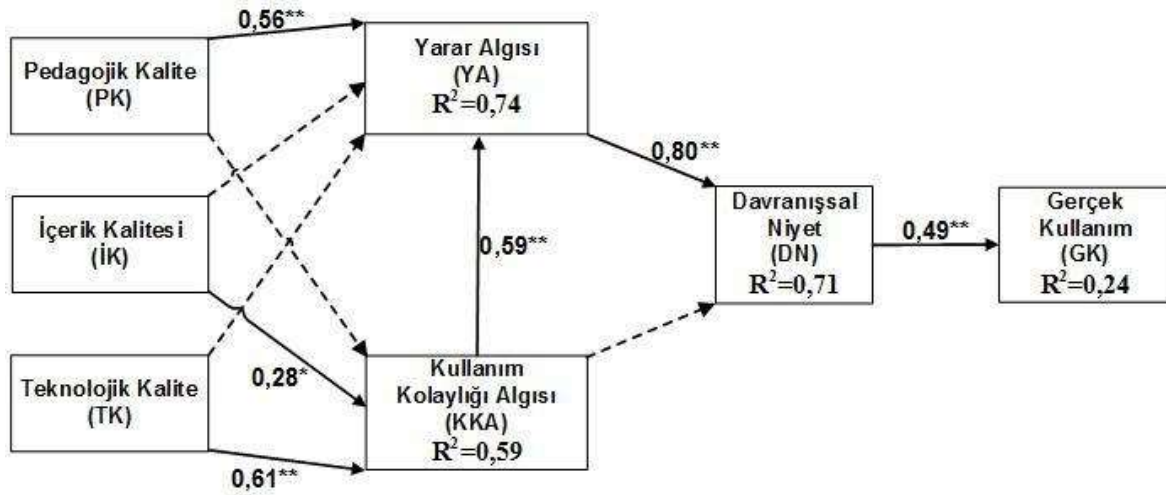 0,56**
Pedagojik Kalite
(PK)
Yarar Algısı
(YA)
R²=0,74
0,80**
İçerik Kalitesi
(İK)
0,59**
Davranışsal
Niyet
(DN)
R²=0,71
0,49**
Gerçek
Kullanım
(GK)
R²=0,24
Teknolojik Kalite
(TK)
0,28*
0,61**
Kullanım
Kolaylığı Algısı
(KKA)
R²=0,59